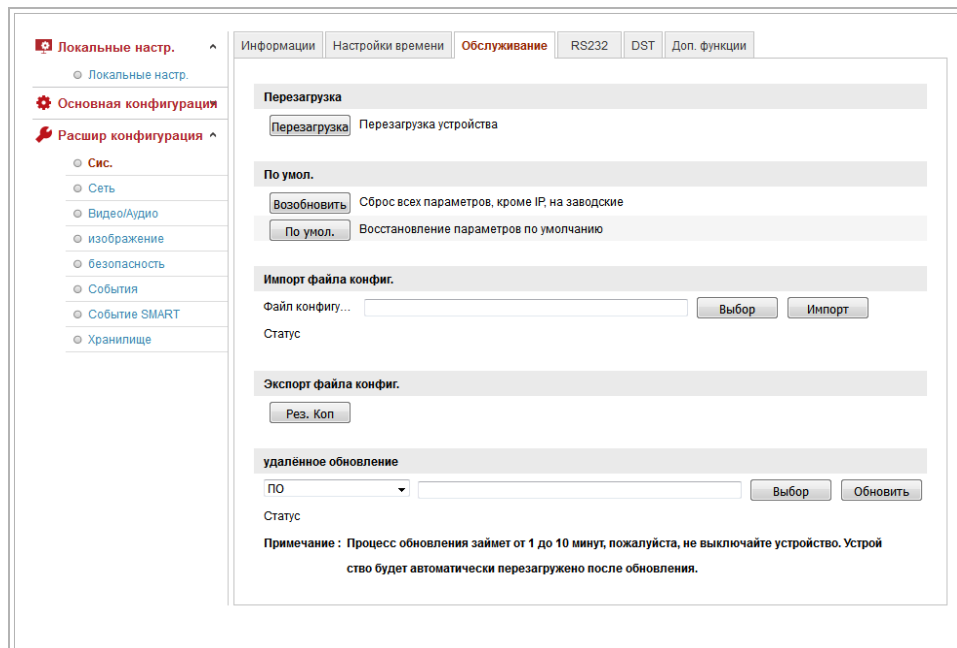 Локальные настр.
Локальные настр.
Основная конфигурация
Расшир конфигурация
Сис.
Сеть
Видео/Аудио
изображение
безопасность
События
Событие SMART
Хранилище
Информации Настройки времени Обслуживание RS232 DST Доп. функции
Перезагрузка
Перезагрузка Перезагрузка устройства
По умол.
Возобновить Сброс всех параметров, кроме IP, на заводские
По умол. Восстановление параметров по умолчанию
Импорт файла конфиг.
Файл конфигу... Выбор Импорт
Статус
Экспорт файла конфиг.
Рез. Коп
удалённое обновление
ПО Выбор Обновить
Статус
Примечание : Процесс обновления займет от 1 до 10 минут, пожалуйста, не выключайте устройство. Устрой
ство будет автоматически перезагружено после обновления.